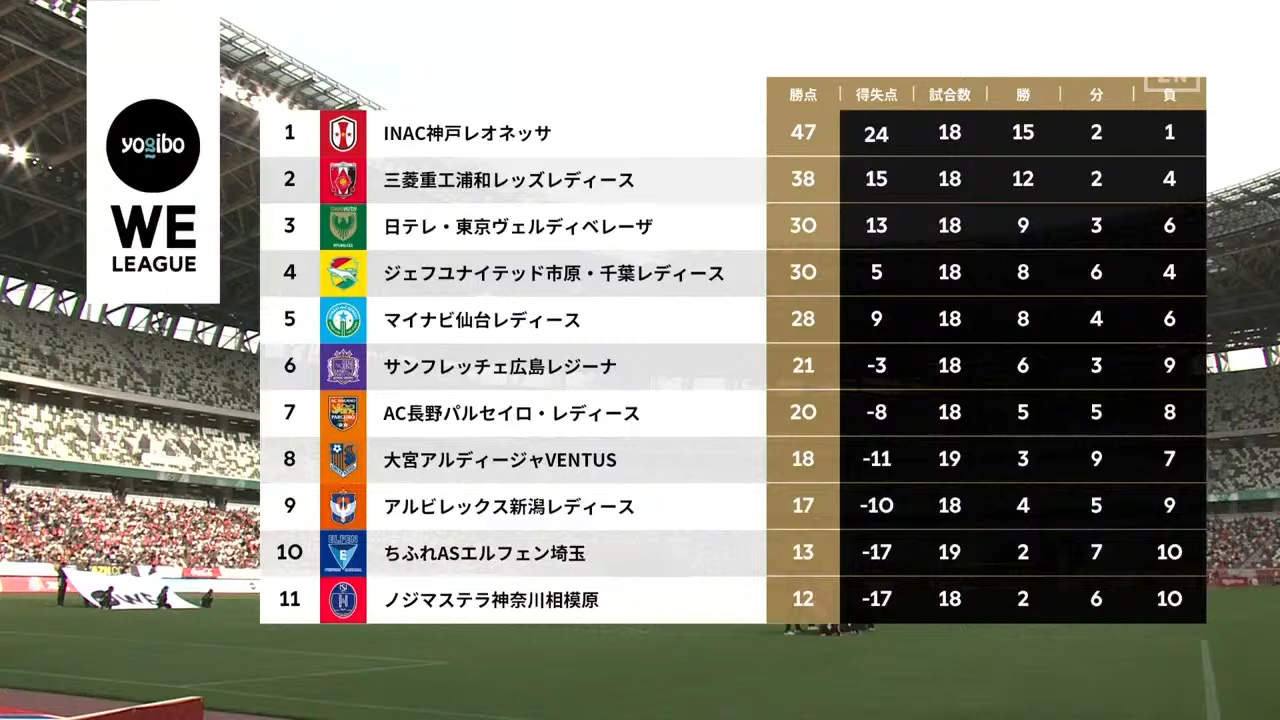 yogibo
WE
LEAGUE
勝点 得失点 試合数 勝 分 負
1 INAC神戸レオネッサ 47 24 18 15 2 1
2 三菱重工浦和レッズレディース 38 15 18 12 2 4
3 日テレ・東京ヴェルディベレーザ 30 13 18 9 3 6
4 ジェフユナイテッド市原・千葉レディース 30 5 18 8 6 4
5 マイナビ仙台レディース 28 9 18 8 4 6
6 サンフレッチェ広島レジーナ 21 -3 18 6 3 9
7 AC長野パルセイロ・レディース 20 -8 18 5 5 8
8 大宮アルディージャVENTUS 18 -11 19 3 9 7
9 アルビレックス新潟レディース 17 -10 18 4 5 9
10 ELFEN ちふれASエルフェン埼玉 13 -17 19 2 7 10
11 ノジマステラ神奈川相模原 12 -17 18 2 6 10